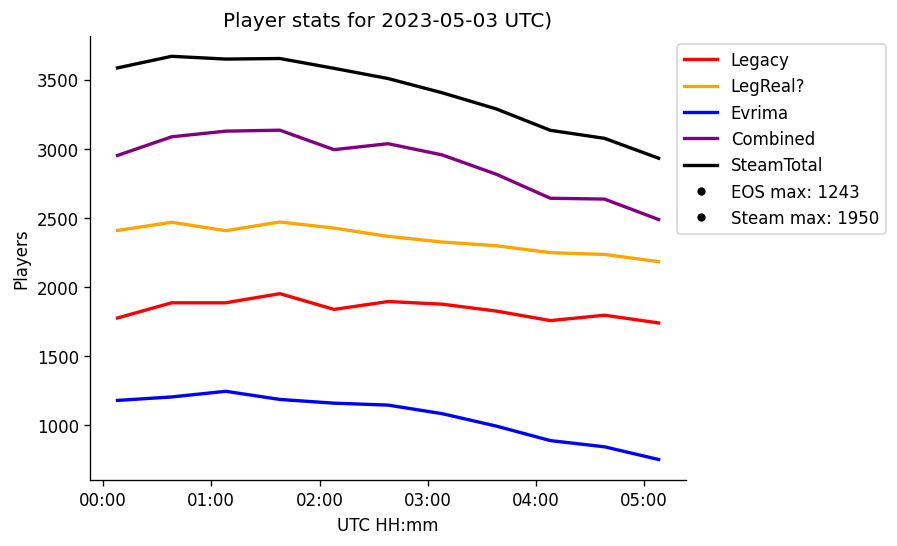 Player stats for 2023-05-03 UTC)
Legacy
LegReal?
Evrima
Combined
SteamTotal
EOS max: 1243
Steam max: 1950
Players
3500
3000
2500
2000
1500
1000
00:00 01:00 02:00 03:00 04:00 05:00
UTC HH:mm